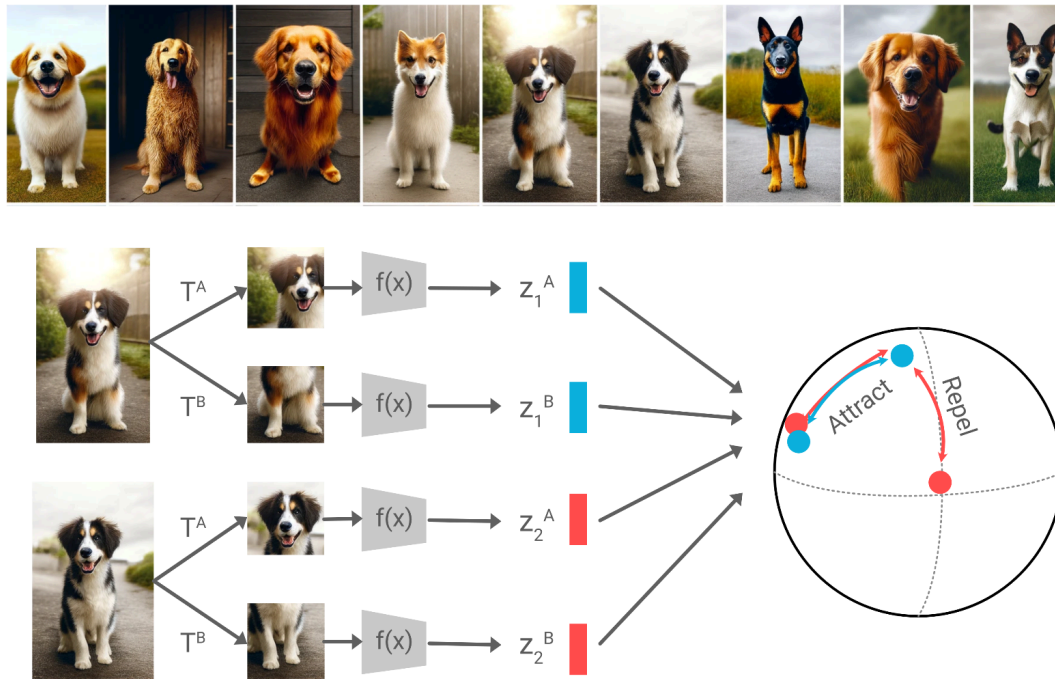 T^A
f(x)
z_1^A
T^B
f(x)
z_1^B
T^A
f(x)
z_2^A
T^B
f(x)
z_2^B
Attract
Repel